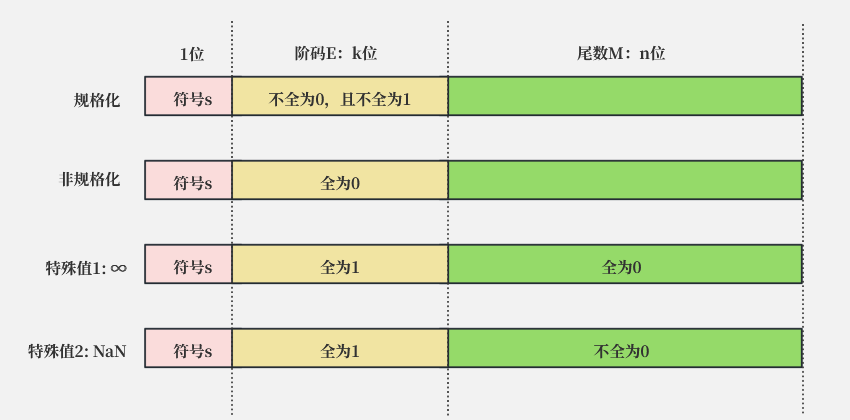 1位 阶码E：k位 尾数M：n位
规格化 符号s 不全为0，且不全为1
非规格化 符号s 全为0
特殊值1: ∞ 符号s 全为1 全为0
特殊值2: NaN 符号s 全为1 不全为0